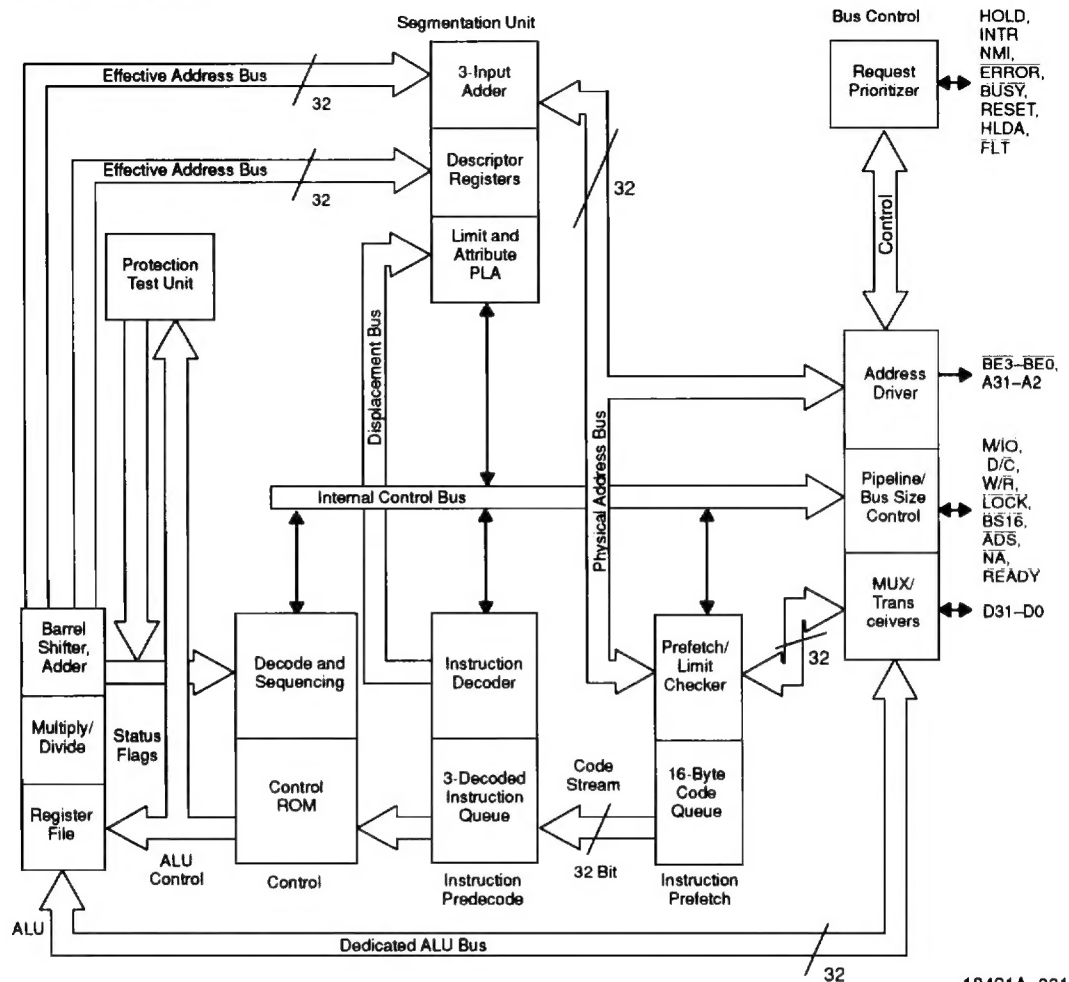 Segmentation Unit
Bus Control
HOLD,
INTR
NMI,
ERROR,
BUSY,
RESET,
HLDA,
FLT
Effective Address Bus
32
3-Input
Adder
Request
Prioritizer
Effective Address Bus
32
Descriptor
Registers
32
Control
Protection
Test Unit
Limit and
Attribute
PLA
Displacement Bus
Physical Address Bus
Address
Driver
BE3–BE0,
A31–A2
Internal Control Bus
Pipeline/
Bus Size
Control
M/IO,
D/C,
W/R,
LOCK,
BS16,
ADS,
NA,
READY
MUX/
Trans
ceivers
D31–D0
32
Barrel
Shifter,
Adder
Decode and
Sequencing
Instruction
Decoder
Prefetch/
Limit
Checker
Multiply/
Divide
Status
Flags
Register
File
Control
ROM
3-Decoded
Instruction
Queue
Code
Stream
16-Byte
Code
Queue
ALU
Control
Control
Instruction
Predecode
32 Bit
Instruction
Prefetch
ALU
Dedicated ALU Bus
32